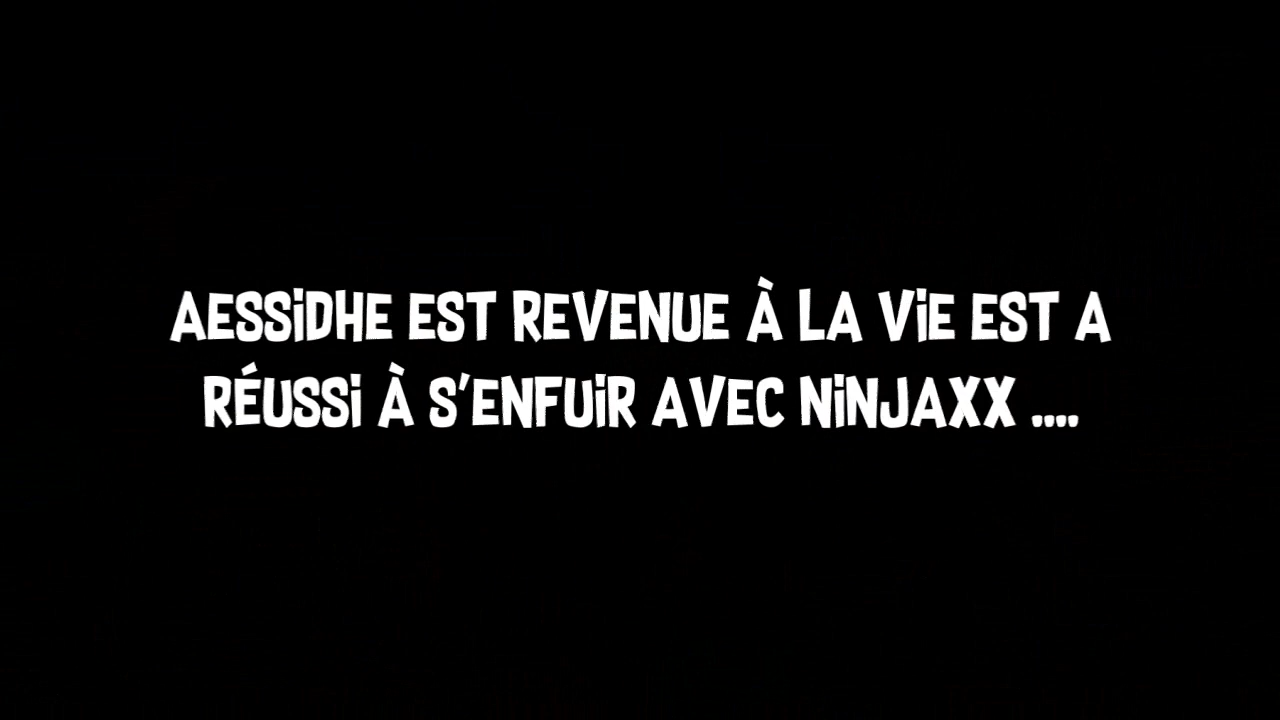 AESSiDHE EST REVENUE À LA ViE EST A
RÉUSSi À S'ENFUiR AVEC NiNJAXX ....